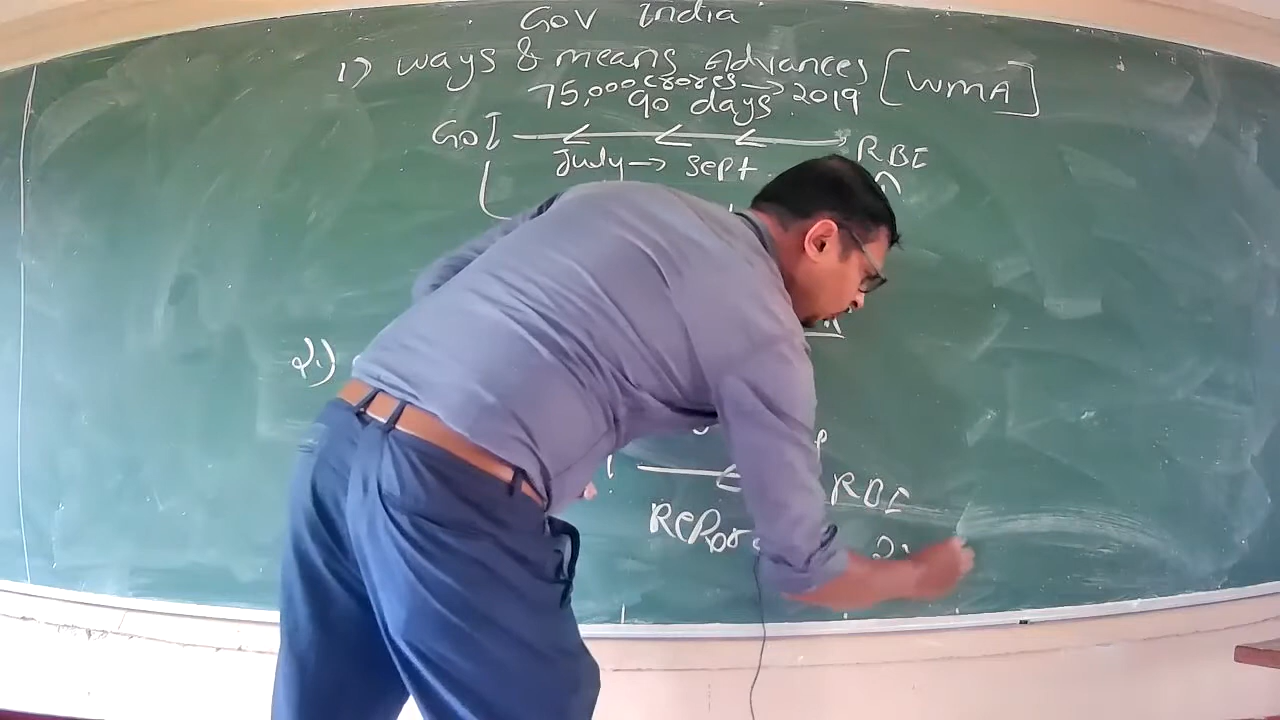 Gov India
1) ways & means Advances [WMA]
75,000 crores → 2019
90 days
GoI RBI
July → Sept
2.)
RBI
Repor